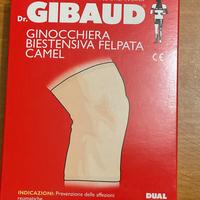 Dr. GIBAUD
GINOCCHIERA
BIESTENSIVA FELPATA
CAMEL
CE
INDICAZIONI: Prevenzione delle affezioni
reumatiche
DUAL